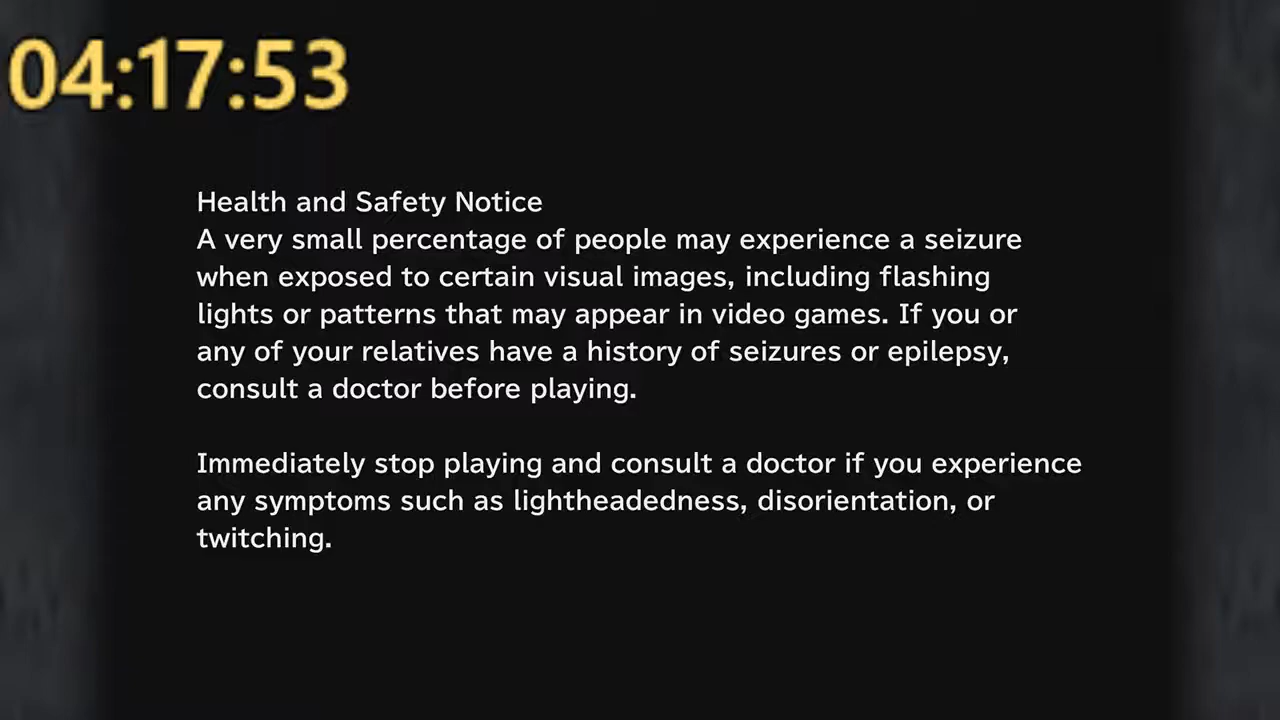 04:17:53
Health and Safety Notice
A very small percentage of people may experience a seizure
when exposed to certain visual images, including flashing
lights or patterns that may appear in video games. If you or
any of your relatives have a history of seizures or epilepsy,
consult a doctor before playing.
Immediately stop playing and consult a doctor if you experience
any symptoms such as lightheadedness, disorientation, or
twitching.